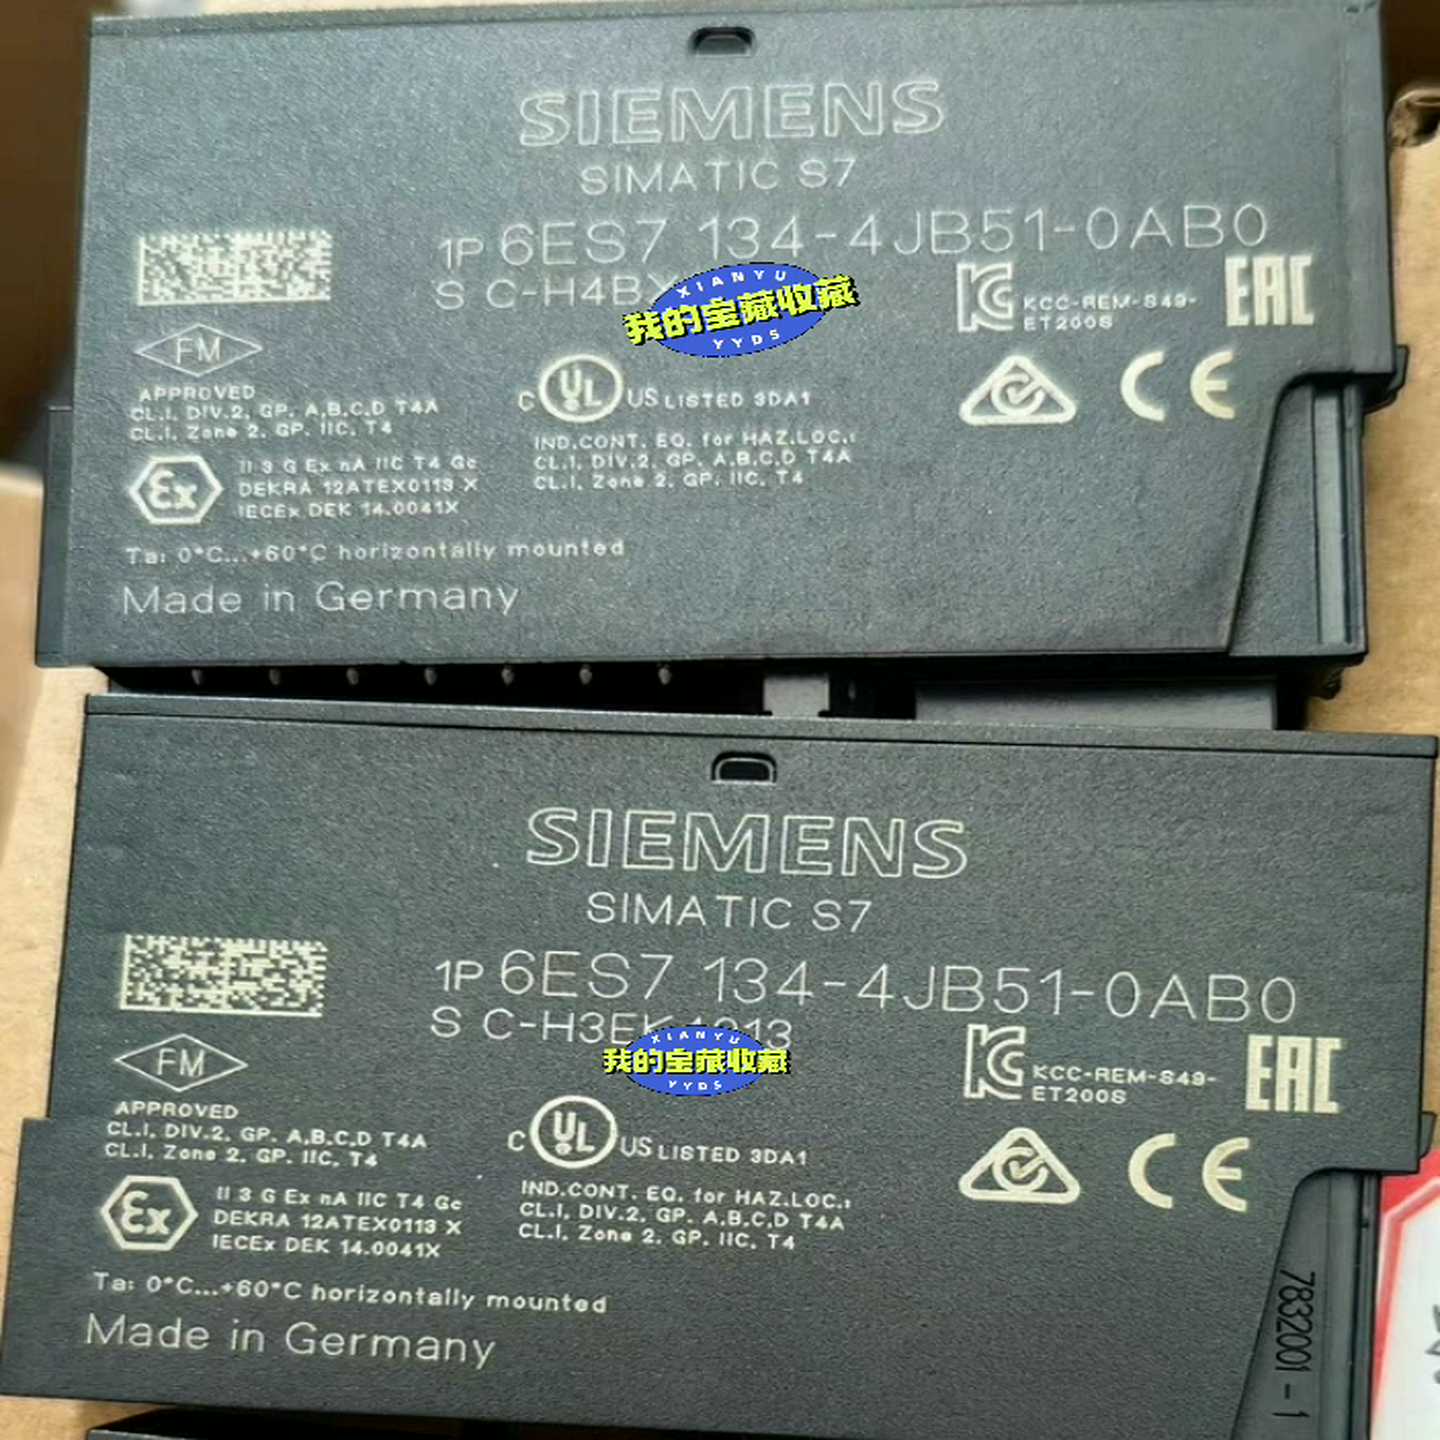 SIEMENS
SIMATIC S7
1P 6ES7 134-4JB51-0AB0
S C-H4BX
XIANYU
我的宝藏收藏
YYDS
KCC-REM-S49-
ET200S
EAC
FM
APPROVED
CL.I, DIV.2, GP. A,B,C,D T4A
CL.I, Zone 2, GP. IIC, T4
C UL US LISTED 3DA1
IND.CONT. EQ. for HAZ.LOC.:
CL.I, DIV.2, GP. A,B,C,D T4A
CL.I, Zone 2, GP. IIC, T4
CE
Ex
II 3 G Ex nA IIC T4 Gc
DEKRA 12ATEX0113 X
IECEx DEK 14.0041X
Ta: 0°C...+60°C horizontally mounted
Made in Germany
SIEMENS
SIMATIC S7
1P 6ES7 134-4JB51-0AB0
S C-H3EK
XIANYU
我的宝藏收藏
YYDS
KCC-REM-S49-
ET200S
EAC
FM
APPROVED
CL.I, DIV.2, GP. A,B,C,D T4A
CL.I, Zone 2, GP. IIC, T4
C UL US LISTED 3DA1
IND.CONT. EQ. for HAZ.LOC.:
CL.I, DIV.2, GP. A,B,C,D T4A
CL.I, Zone 2, GP. IIC, T4
CE
Ex
II 3 G Ex nA IIC T4 Gc
DEKRA 12ATEX0113 X
IECEx DEK 14.0041X
Ta: 0°C...+60°C horizontally mounted
Made in Germany
7832001-1